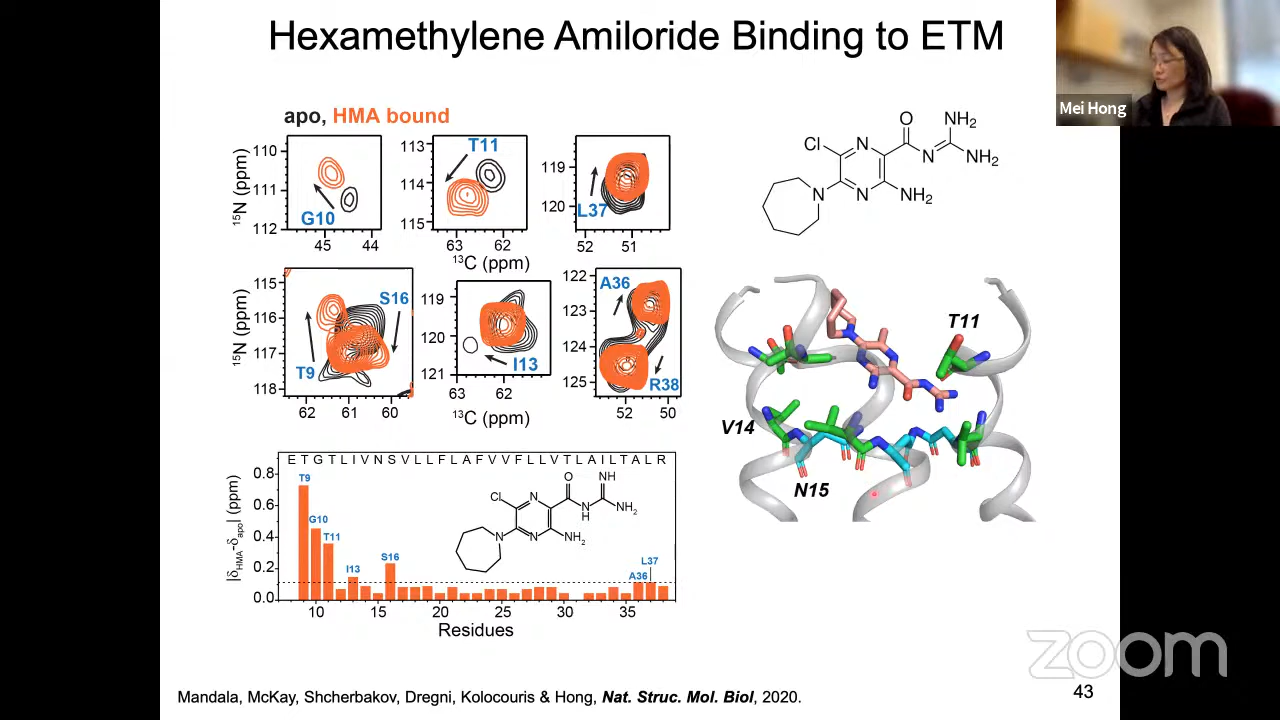 Hexamethylene Amiloride Binding to ETM
Mei Hong
apo, HMA bound
15N (ppm)
110
111
112
G10
45 44
113
114
115
T11
63 62
119
120
L37
52 51
13C (ppm)
15N (ppm)
115
116
117
118
S16
T9
62 61 60
119
120
121
I13
63 62
122
123
124
125
A36
R38
52 50
13C (ppm)
|δHMA-δapo| (ppm)
0.8
0.6
0.4
0.2
0.0
E T G T L I V N S V L L F L A F V V F L L V T L A I L T A L R
T9
G10
T11
I13
S16
A36
L37
10 15 20 25 30 35
Residues
Cl
N
N
N
O
NH
N
H
NH2
NH2
Cl
N
N
N
O
N
NH2
NH2
NH2
T11
V14
N15
Mandala, McKay, Shcherbakov, Dregni, Kolocouris & Hong, Nat. Struc. Mol. Biol, 2020.
43
zoom